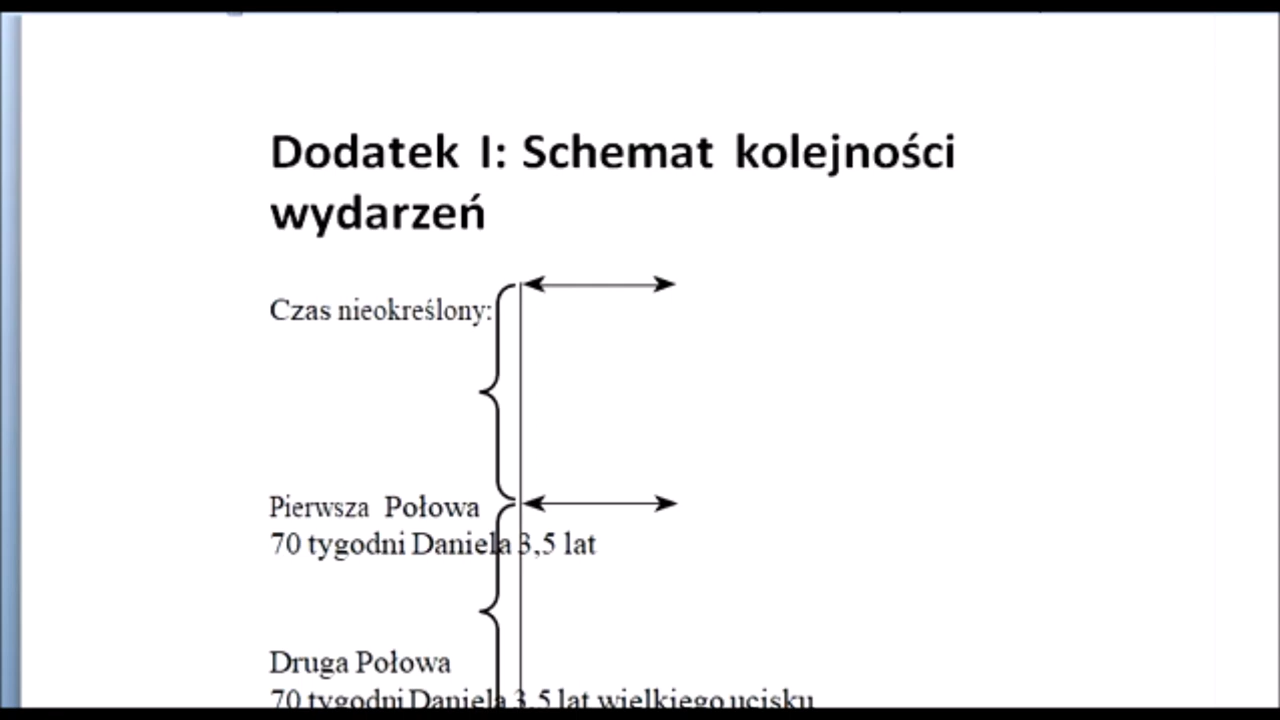 Dodatek I: Schemat kolejności
wydarzeń
Czas nieokreślony:
Pierwsza Połowa
70 tygodni Daniela 3,5 lat
Druga Połowa
70 tygodni Daniela 3,5 lat wielkiego ucisku